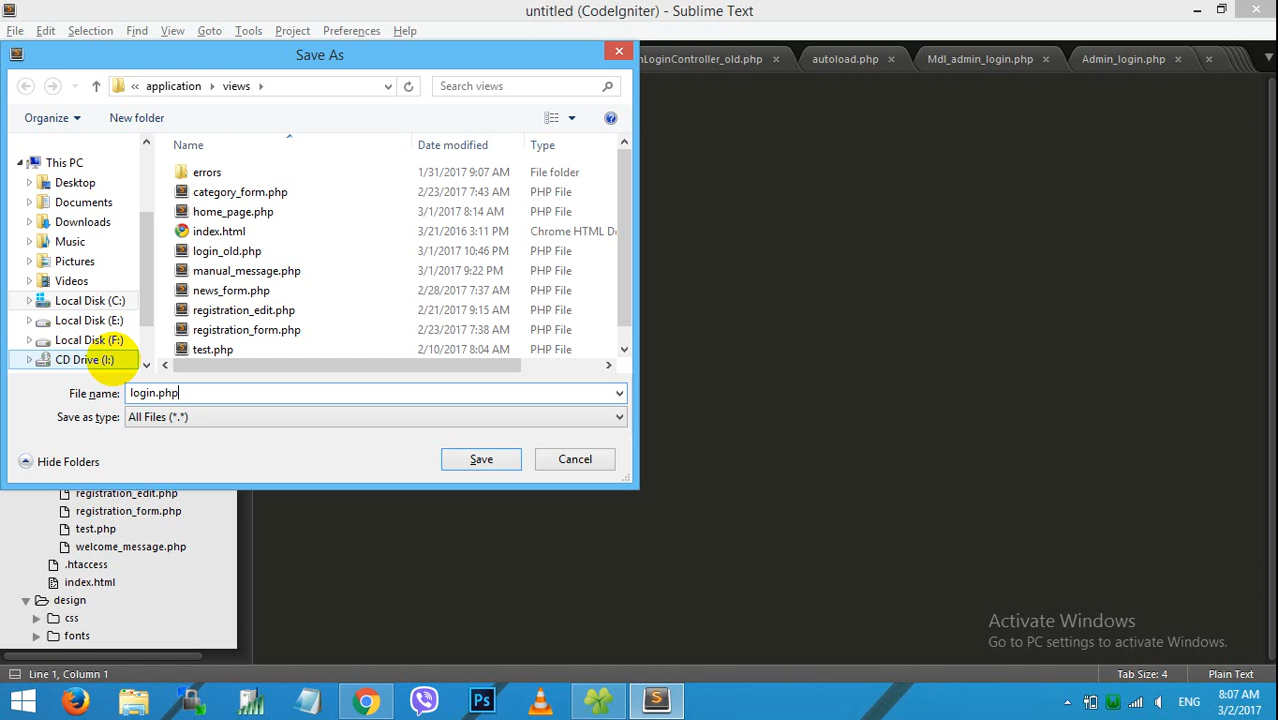 untitled (CodeIgniter) - Sublime Text
File Edit Selection Find View Goto Tools Project Preferences Help
Save As
nLoginController_old.php autoload.php Mdl_admin_login.php Admin_login.php
application views
Search views
Organize New folder
Name Date modified Type
This PC
Desktop
Documents
Downloads
Music
Pictures
Videos
Local Disk (C:)
Local Disk (E:)
Local Disk (F:)
CD Drive (I:)
errors 1/31/2017 9:07 AM File folder
category_form.php 2/23/2017 7:43 AM PHP File
home_page.php 3/1/2017 8:14 AM PHP File
index.html 3/21/2016 3:11 PM Chrome HTML Do
login_old.php 3/1/2017 10:46 PM PHP File
manual_message.php 3/1/2017 9:22 PM PHP File
news_form.php 2/28/2017 7:37 AM PHP File
registration_edit.php 2/21/2017 9:15 AM PHP File
registration_form.php 2/23/2017 7:38 AM PHP File
test.php 2/10/2017 8:04 AM PHP File
File name: login.php
Save as type: All Files (*.*)
Hide Folders
Save Cancel
registration_edit.php
registration_form.php
test.php
welcome_message.php
.htaccess
index.html
design
css
fonts
Activate Windows
Go to PC settings to activate Windows.
Line 1, Column 1 Tab Size: 4 Plain Text
ENG
8:07 AM
3/2/2017